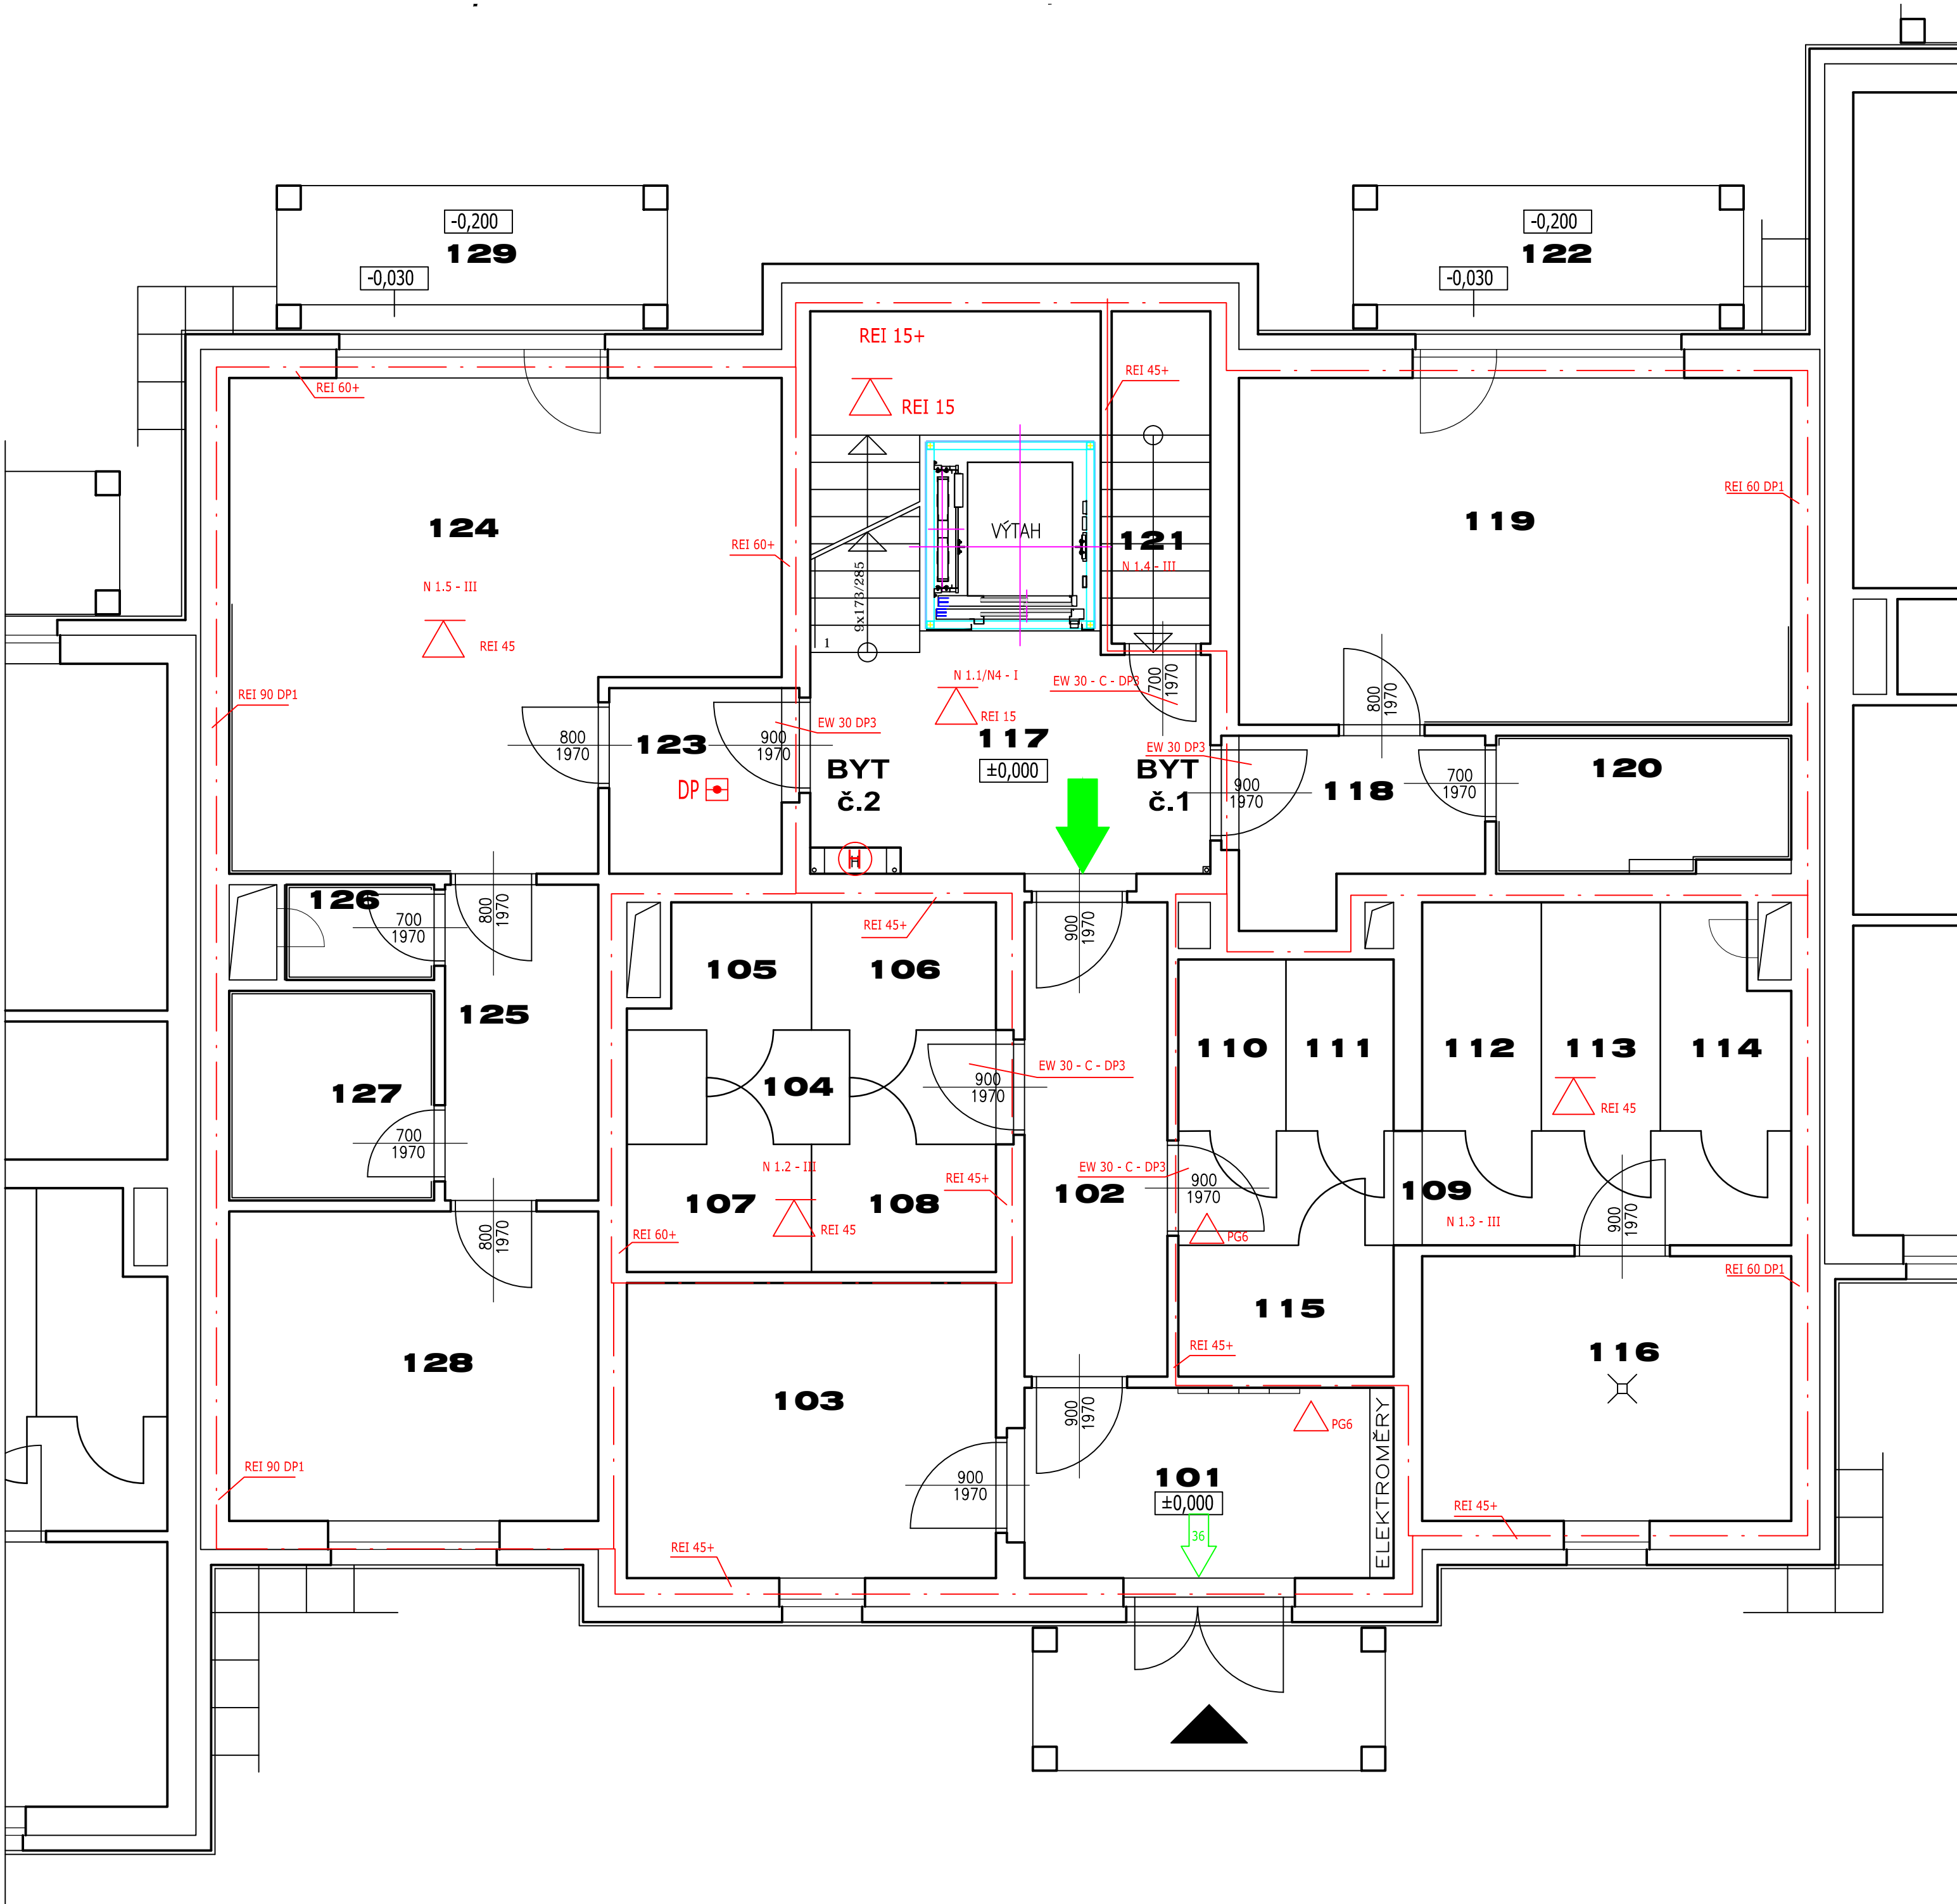 -0,200
129
-0,030
-0,200
122
-0,030
REI 15+
REI 15
REI 45+
REI 60+
REI 60 DP1
124
VÝTAH
121
119
REI 60+
N 1.4 - III
N 1.5 - III
9x173/285
REI 45
1
N 1.1/N4 - I
EW 30 - C - DP3
700
1970
800
1970
REI 90 DP1
REI 15
EW 30 DP3
117
EW 30 DP3
800
1970
123
900
1970
±0,000
BYT
č.2
BYT
č.1
DP
900
1970
118
700
1970
120
H
126
700
1970
800
1970
REI 45+
900
1970
105
106
125
110
111
112
113
114
127
104
EW 30 - C - DP3
900
1970
REI 45
700
1970
N 1.2 - III
REI 45+
EW 30 - C - DP3
900
1970
102
109
107
108
REI 45
REI 60+
800
1970
PG6
N 1.3 - III
900
1970
REI 60 DP1
115
REI 45+
128
116
103
900
1970
PG6
ELEKTROMĚRY
REI 90 DP1
900
1970
101
±0,000
REI 45+
36
REI 45+